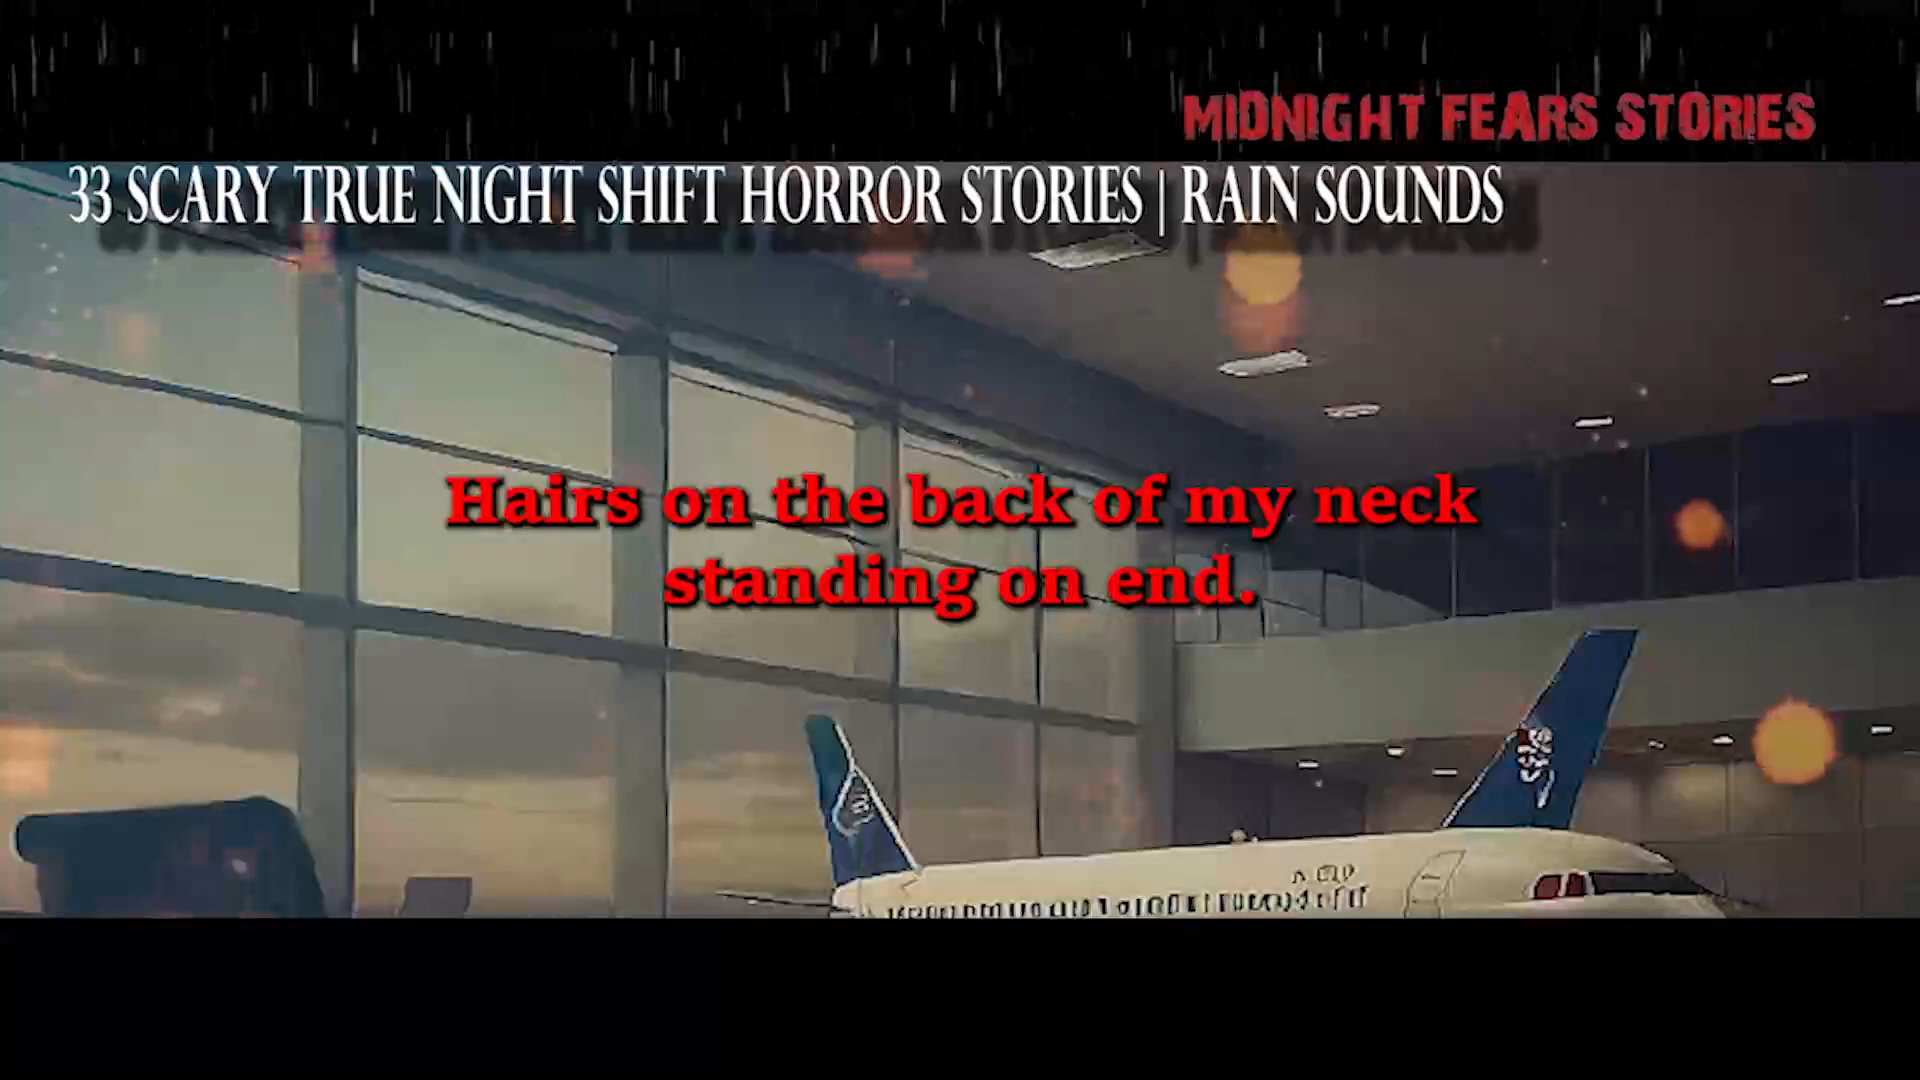 MIDNIGHT FEARS STORIES
33 SCARY TRUE NIGHT SHIFT HORROR STORIES | RAIN SOUNDS
Hairs on the back of my neck
standing on end.